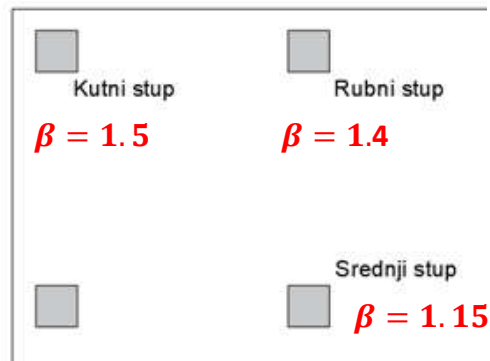 Kutni stup
Rubni stup
β = 1.5
β = 1.4
Srednji stup
β = 1.15